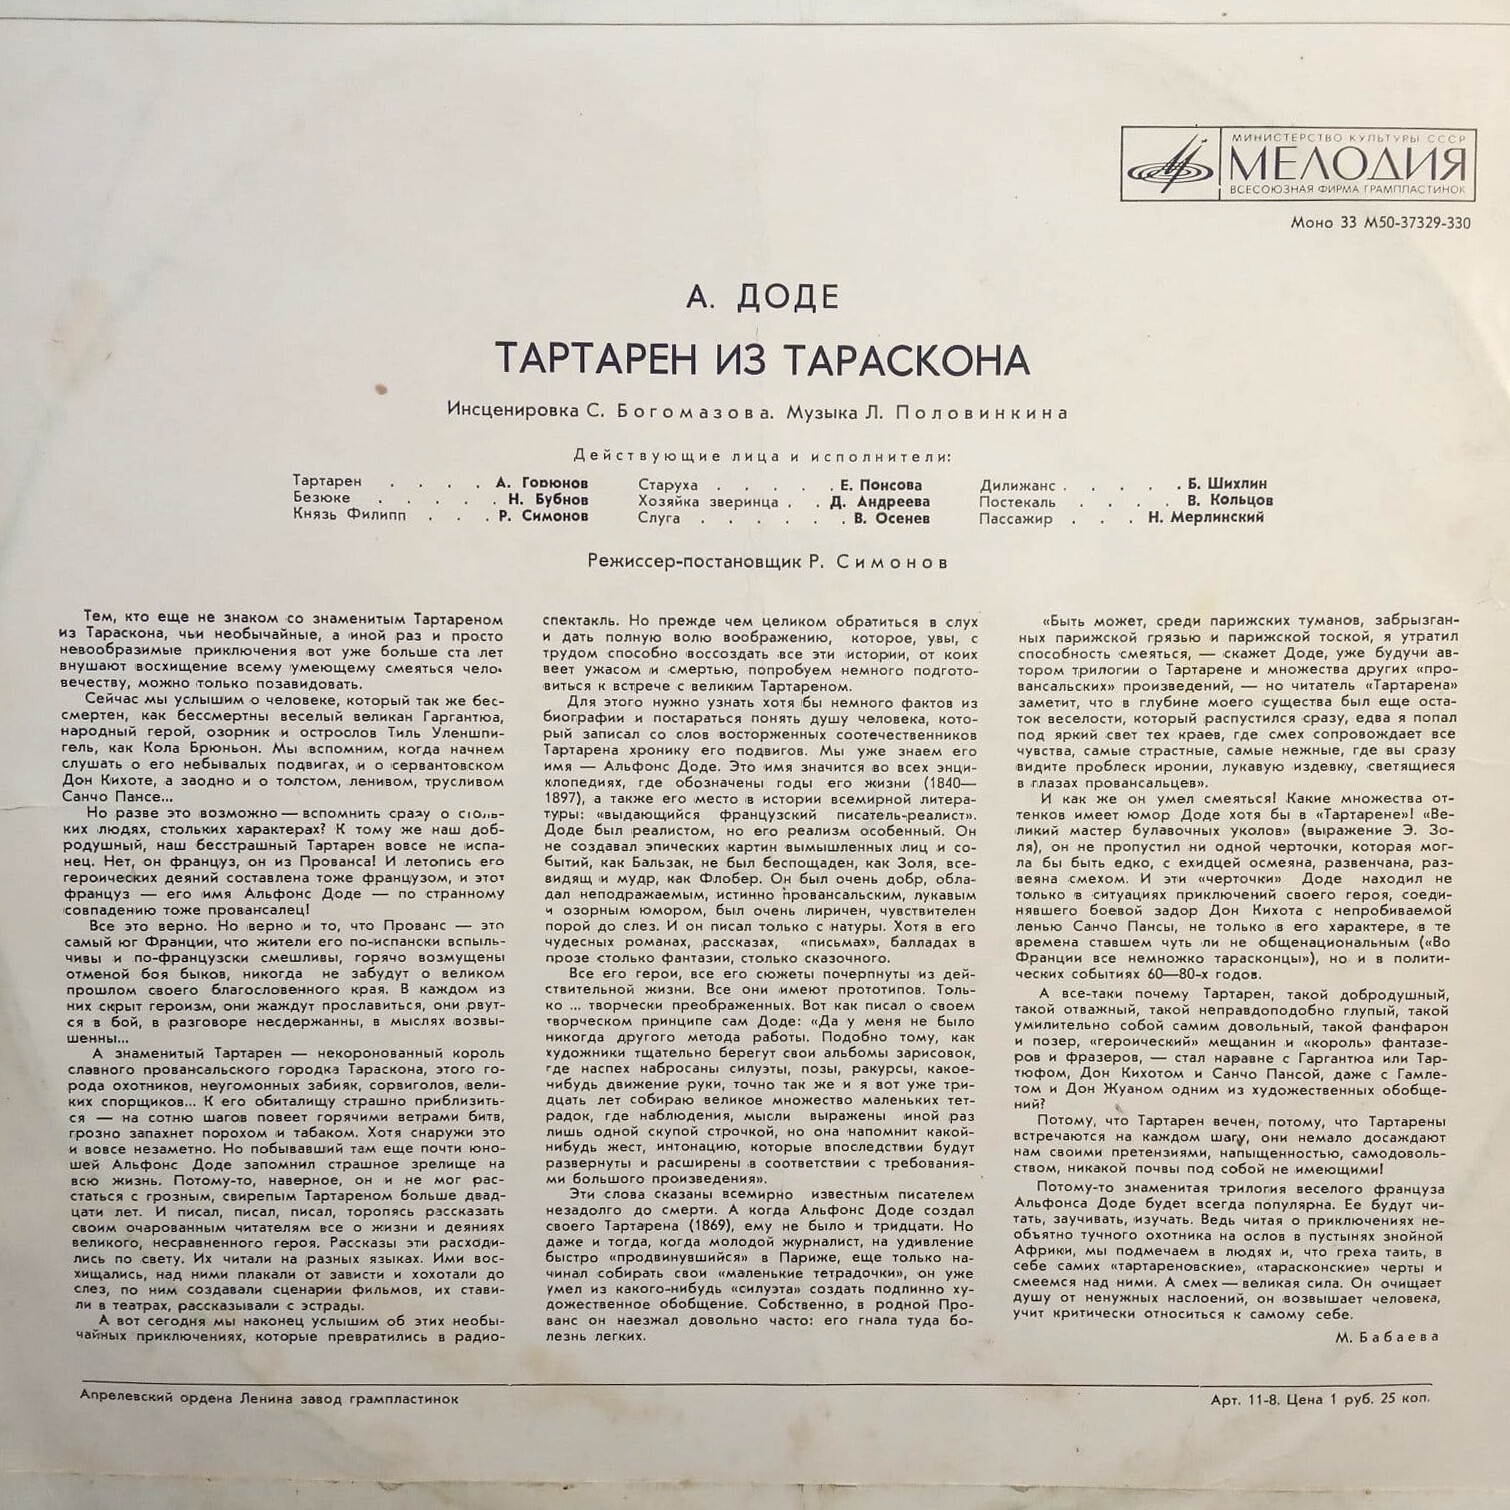 МИНИСТЕРСТВО КУЛЬТУРЫ СССР
МЕЛОДИЯ
ВСЕСОЮЗНАЯ ФИРМА ГРАМПЛАСТИНОК
Моно 33 М50-37329-330
А. ДОДЕ
ТАРТАРЕН ИЗ ТАРАСКОНА
Инсценировка С. Богомазова. Музыка Л. Половинкина
Действующие лица и исполнители:
Тартарен . . . . А. Горюнов
Безюке . . . . . Н. Бубнов
Князь Филипп . . . Р. Симонов
Старуха . . . . . Е. Понсова
Хозяйка зверинца . . Д. Андреева
Слуга . . . . . . В. Осенев
Дилижанс . . . . . Б. Шихлин
Постекаль . . . . В. Кольцов
Пассажир . . . Н. Мерлинский
Режиссер-постановщик Р. Симонов
Тем, кто еще не знаком со знаменитым Тартареном
из Тараскона, чьи необычайные, а иной раз и просто
невообразимые приключения вот уже больше ста лет
внушают восхищение всему умеющему смеяться чело-
вечеству, можно только позавидовать.
Сейчас мы услышим о человеке, который так же бес-
смертен, как бессмертны веселый великан Гаргантюа,
народный герой, озорник и острослов Тиль Уленшпи-
гель, как Кола Брюньон. Мы вспомним, когда начнем
слушать о его небывалых подвигах, и о сервантовском
Дон Кихоте, а заодно и о толстом, ленивом, трусливом
Санчо Пансе...
Но разве это возможно — вспомнить сразу о столь-
ких людях, стольких характерах? К тому же наш доб-
родушный, наш бесстрашный Тартарен вовсе не испа-
нец. Нет, он француз, он из Прованса! И летопись его
героических деяний составлена тоже французом, и этот
француз — его имя Альфонс Доде — по странному
совпадению тоже провансалец!
Все это верно. Но верно и то, что Прованс — это
самый юг Франции, что жители его по-испански вспыль-
чивы и по-французски смешливы, горячо возмущены
отменой боя быков, никогда не забудут о великом
прошлом своего благословенного края. В каждом из
них скрыт героизм, они жаждут прославиться, они рвут-
ся в бой, в разговоре несдержанны, в мыслях возвы-
шенны...
А знаменитый Тартарен — некоронованный король
славного провансальского городка Тараскона, этого го-
рода охотников, неугомонных забияк, сорвиголов, вели-
ких спорщиков... К его обиталищу страшно приблизить-
ся — на сотню шагов повеет горячими ветрами битв,
грозно запахнет порохом и табаком. Хотя снаружи это
и вовсе незаметно. Но побывавший там еще почти юно-
шей Альфонс Доде запомнил страшное зрелище на
всю жизнь. Потому-то, наверное, он и не мог рас-
статься с грозным, свирепым Тартареном больше двад-
цати лет. И писал, писал, писал, торопясь рассказать
своим очарованным читателям все о жизни и деяниях
великого, несравненного героя. Рассказы эти расходи-
лись по свету. Их читали на разных языках. Ими вос-
хищались, над ними плакали от зависти и хохотали до
слез, по ним создавали сценарии фильмов, их стави-
ли в театрах, рассказывали с эстрады.
А вот сегодня мы наконец услышим об этих необы-
чайных приключениях, которые превратились в радио-
спектакль. Но прежде чем целиком обратиться в слух
и дать полную волю воображению, которое, увы, с
трудом способно воссоздать все эти истории, от коих
веет ужасом и смертью, попробуем немного подгото-
виться к встрече с великим Тартареном.
Для этого нужно узнать хотя бы немного фактов из
биографии и постараться понять душу человека, кото-
рый записал со слов восторженных соотечественников
Тартарена хронику его подвигов. Мы уже знаем его
имя — Альфонс Доде. Это имя значится во всех энци-
клопедиях, где обозначены годы его жизни (1840—
1897), а также его место в истории всемирной литера-
туры: «выдающийся французский писатель-реалист».
Доде был реалистом, но его реализм особенный. Он
не создавал эпических картин вымышленных лиц и со-
бытий, как Бальзак, не был беспощаден, как Золя, все-
видящ и мудр, как Флобер. Он был очень добр, обла-
дал неподражаемым, истинно провансальским, лукавым
и озорным юмором, был очень лиричен, чувствителен
порой до слез. И он писал только с натуры. Хотя в его
чудесных романах, рассказах, «письмах», балладах в
прозе столько фантазии, столько сказочного.
Все его герои, все его сюжеты почерпнуты из дей-
ствительной жизни. Все они имеют прототипов. Толь-
ко ... творчески преображенных. Вот как писал о своем
творческом принципе сам Доде: «Да у меня не было
никогда другого метода работы. Подобно тому, как
художники тщательно берегут свои альбомы зарисовок,
где наспех набросаны силуэты, позы, ракурсы, какое-
нибудь движение руки, точно так же и я вот уже три-
дцать лет собираю великое множество маленьких тет-
радок, где наблюдения, мысли выражены иной раз
лишь одной скупой строчкой, но она напомнит какой-
нибудь жест, интонацию, которые впоследствии будут
развернуты и расширены в соответствии с требования-
ми большого произведения».
Эти слова сказаны всемирно известным писателем
незадолго до смерти. А когда Альфонс Доде создал
своего Тартарена (1869), ему не было и тридцати. Но
даже и тогда, когда молодой журналист, на удивление
быстро «продвинувшийся» в Париже, еще только на-
чинал собирать свои «маленькие тетрадочки», он уже
умел из какого-нибудь «силуэта» создать подлинно ху-
дожественное обобщение. Собственно, в родной Про-
ванс он наезжал довольно часто: его гнала туда бо-
лезнь легких.
«Быть может, среди парижских туманов, забрызган-
ных парижской грязью и парижской тоской, я утратил
способность смеяться, — скажет Доде, уже будучи ав-
тором трилогии о Тартарене и множества других «про-
вансальских» произведений, — но читатель «Тартарена»
заметит, что в глубине моего существа был еще оста-
ток веселости, который распустился сразу, едва я попал
под яркий свет тех краев, где смех сопровождает все
чувства, самые страстные, самые нежные, где вы сразу
видите проблеск иронии, лукавую издевку, светящиеся
в глазах провансальцев».
И как же он умел смеяться! Какие множества от-
тенков имеет юмор Доде хотя бы в «Тартарене»! «Ве-
ликий мастер булавочных уколов» (выражение Э. Зо-
ля), он не пропустил ни одной черточки, которая мог-
ла бы быть едко, с ехидцей осмеяна, развенчана, раз-
веяна смехом. И эти «черточки» Доде находил не
только в ситуациях приключений своего героя, соеди-
нявшего боевой задор Дон Кихота с непробиваемой
ленью Санчо Пансы, не только в его характере, в те
времена ставшем чуть ли не общенациональным («Во
Франции все немножко тарасконцы»), но и в полити-
ческих событиях 60—80-х годов.
А все-таки почему Тартарен, такой добродушный,
такой отважный, такой неправдоподобно глупый, такой
умилительно собой самим довольный, такой фанфарон
и позер, «героический» мещанин и «король» фантазе-
ров и фразеров, — стал наравне с Гаргантюа или Тар-
тюфом, Дон Кихотом и Санчо Пансой, даже с Гамле-
том и Дон Жуаном одним из художественных обобще-
ний?
Потому, что Тартарен вечен, потому, что Тартарены
встречаются на каждом шагу, они немало досаждают
нам своими претензиями, напыщенностью, самодоволь-
ством, никакой почвы под собой не имеющими!
Потому-то знаменитая трилогия веселого француза
Альфонса Доде будет всегда популярна. Ее будут чи-
тать, заучивать, изучать. Ведь читая о приключениях не-
объятно тучного охотника на ослов в пустынях знойной
Африки, мы подмечаем в людях и, что греха таить, в
себе самих «тартареновские», «тарасконские» черты и
смеемся над ними. А смех — великая сила. Он очищает
душу от ненужных наслоений, он возвышает человека,
учит критически относиться к самому себе.
М. Бабаева
Апрелевский ордена Ленина завод грампластинок
Арт. 11-8. Цена 1 руб. 25 коп.